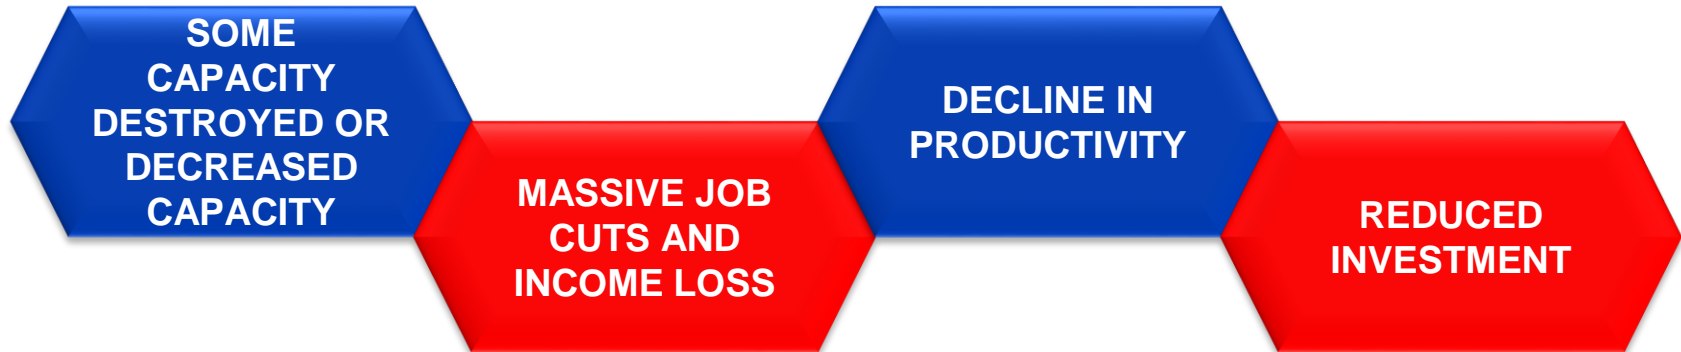 SOME
CAPACITY
DESTROYED OR
DECREASED
CAPACITY
MASSIVE JOB
CUTS AND
INCOME LOSS
DECLINE IN
PRODUCTIVITY
REDUCED
INVESTMENT